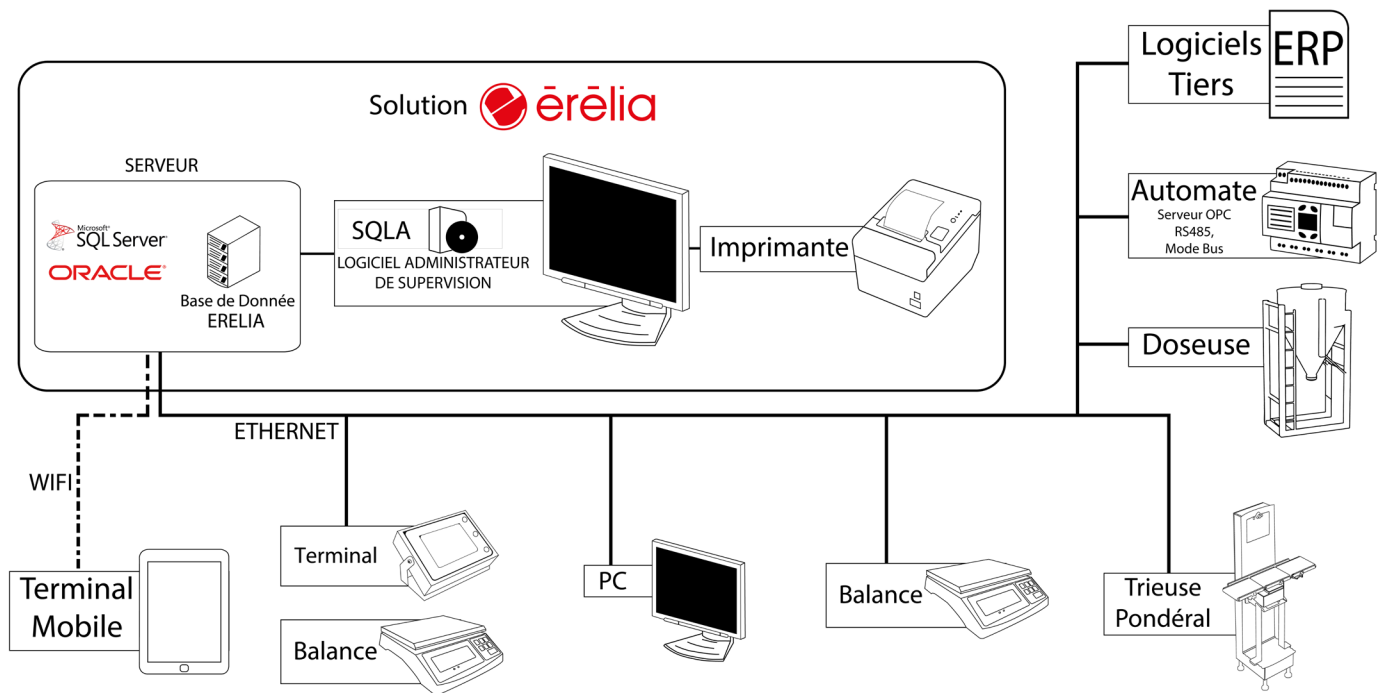 Solution ērēlia
SERVEUR
Microsoft®
SQL Server
ORACLE®
Base de Donnée
ERELIA
SQLA
LOGICIEL ADMINISTRATEUR
DE SUPERVISION
Imprimante
Logiciels
Tiers
ERP
Automate
Serveur OPC
RS485,
Mode Bus
Doseuse
ETHERNET
WIFI
Terminal
Mobile
Terminal
Balance
PC
Balance
Trieuse
Pondéral